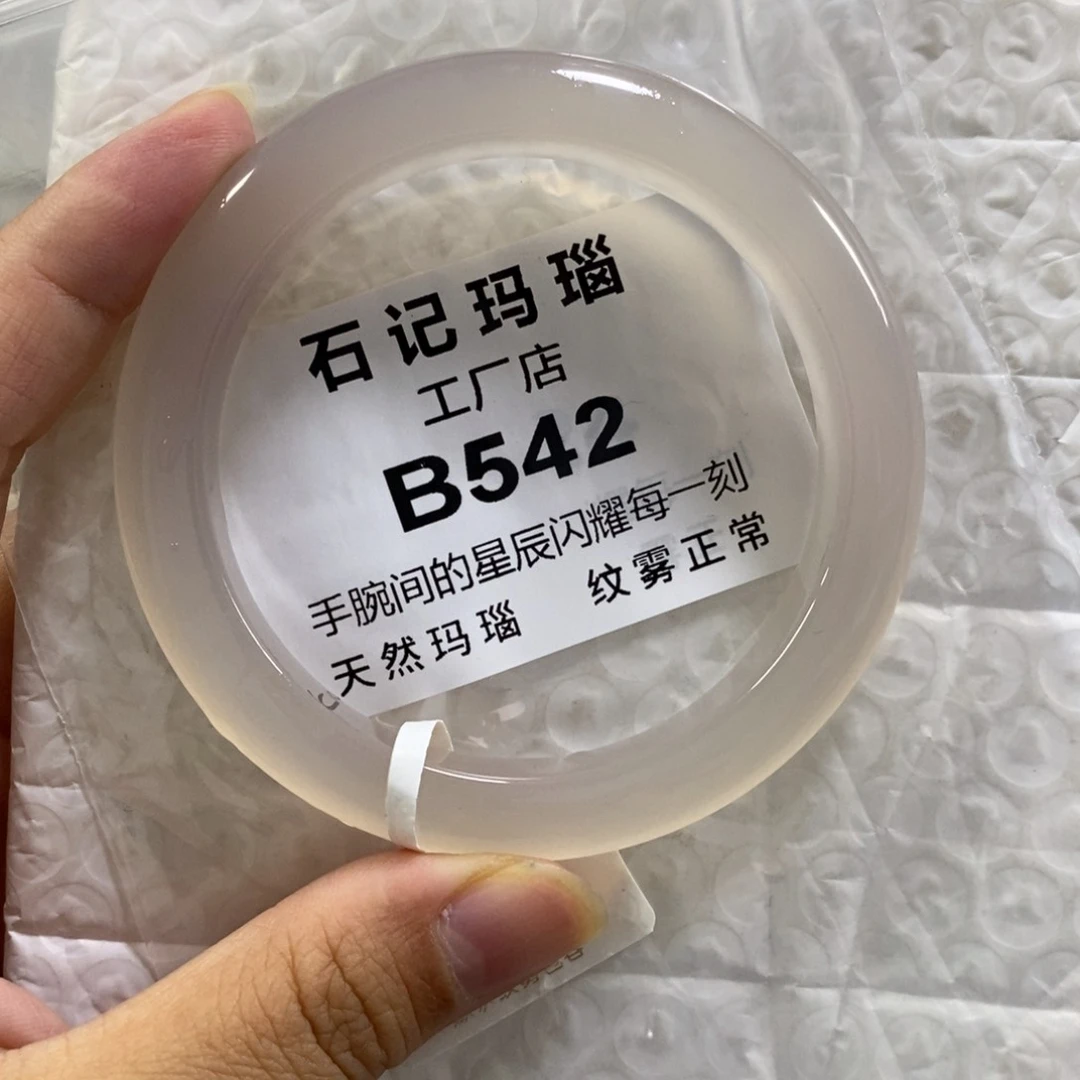 石记玛瑙
工厂店
B542
手腕间的星辰闪耀每一刻
天然玛瑙 纹雾正常